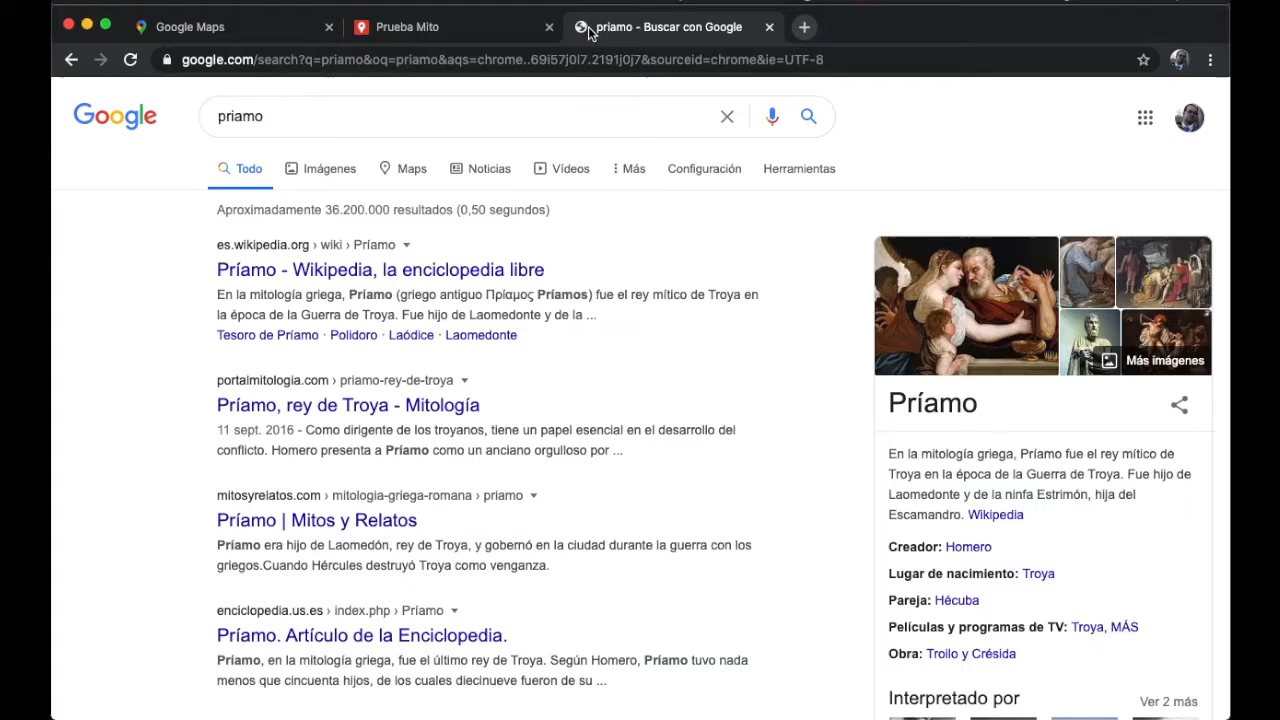 Google Maps
Prueba Mito
priamo - Buscar con Google
google.com/search?q=priamo&oq=priamo&aqs=chrome..69i57j0l7.2191j0j7&sourceid=chrome&ie=UTF-8
Google
priamo
Todo
Imágenes
Maps
Noticias
Vídeos
Más
Configuración
Herramientas
Aproximadamente 36.200.000 resultados (0,50 segundos)
es.wikipedia.org › wiki › Príamo
Príamo - Wikipedia, la enciclopedia libre
En la mitología griega, Príamo (griego antiguo Πρίαμος Príamos) fue el rey mítico de Troya en
la época de la Guerra de Troya. Fue hijo de Laomedonte y de la ...
Tesoro de Príamo · Polidoro · Laódice · Laomedonte
portalmitologia.com › priamo-rey-de-troya
Príamo, rey de Troya - Mitología
11 sept. 2016 - Como dirigente de los troyanos, tiene un papel esencial en el desarrollo del
conflicto. Homero presenta a Príamo como un anciano orgulloso por ...
mitosyrelatos.com › mitologia-griega-romana › priamo
Príamo | Mitos y Relatos
Príamo era hijo de Laomedón, rey de Troya, y gobernó en la ciudad durante la guerra con los
griegos.Cuando Hércules destruyó Troya como venganza.
enciclopedia.us.es › index.php › Príamo
Príamo. Artículo de la Enciclopedia.
Príamo, en la mitología griega, fue el último rey de Troya. Según Homero, Príamo tuvo nada
menos que cincuenta hijos, de los cuales diecinueve fueron de su ...
Más imágenes
Príamo
En la mitología griega, Príamo fue el rey mítico de
Troya en la época de la Guerra de Troya. Fue hijo de
Laomedonte y de la ninfa Estrimón, hija del
Escamandro. Wikipedia
Creador: Homero
Lugar de nacimiento: Troya
Pareja: Hécuba
Películas y programas de TV: Troya, MÁS
Obra: Troilo y Crésida
Interpretado por
Ver 2 más